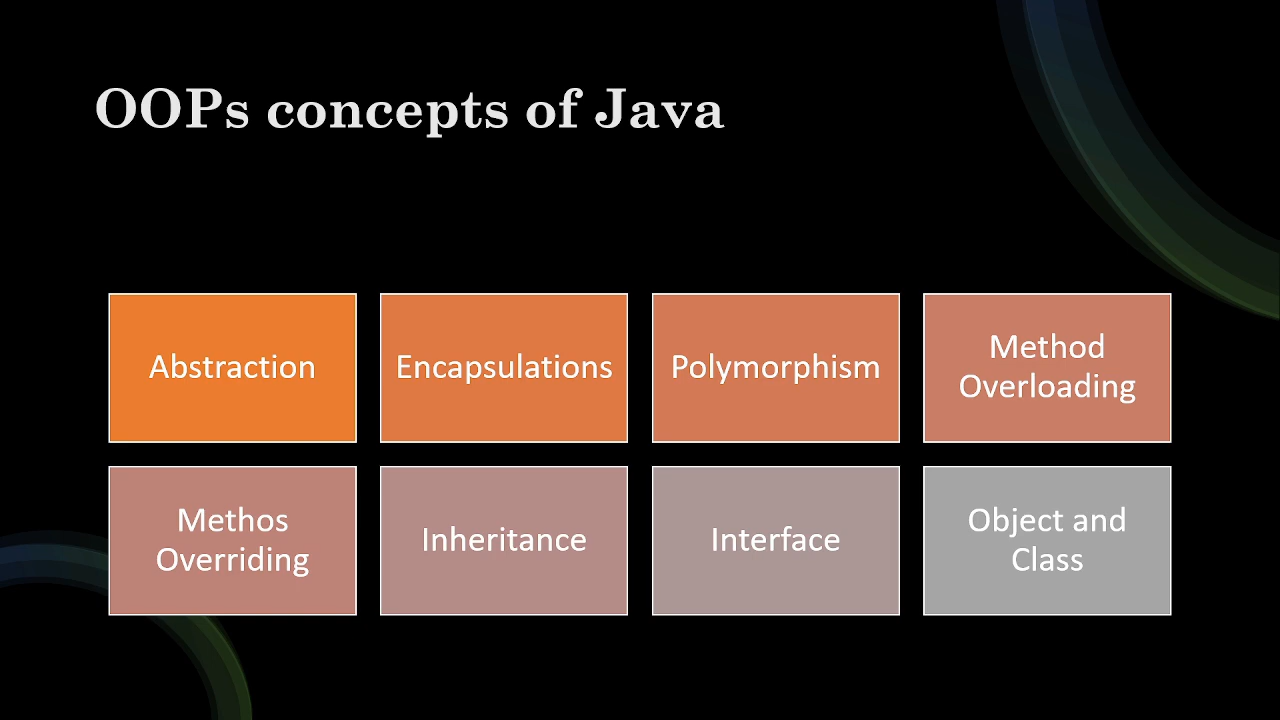 OOPs concepts of Java
Abstraction
Encapsulations
Polymorphism
Method
Overloading
Methos
Overriding
Inheritance
Interface
Object and
Class